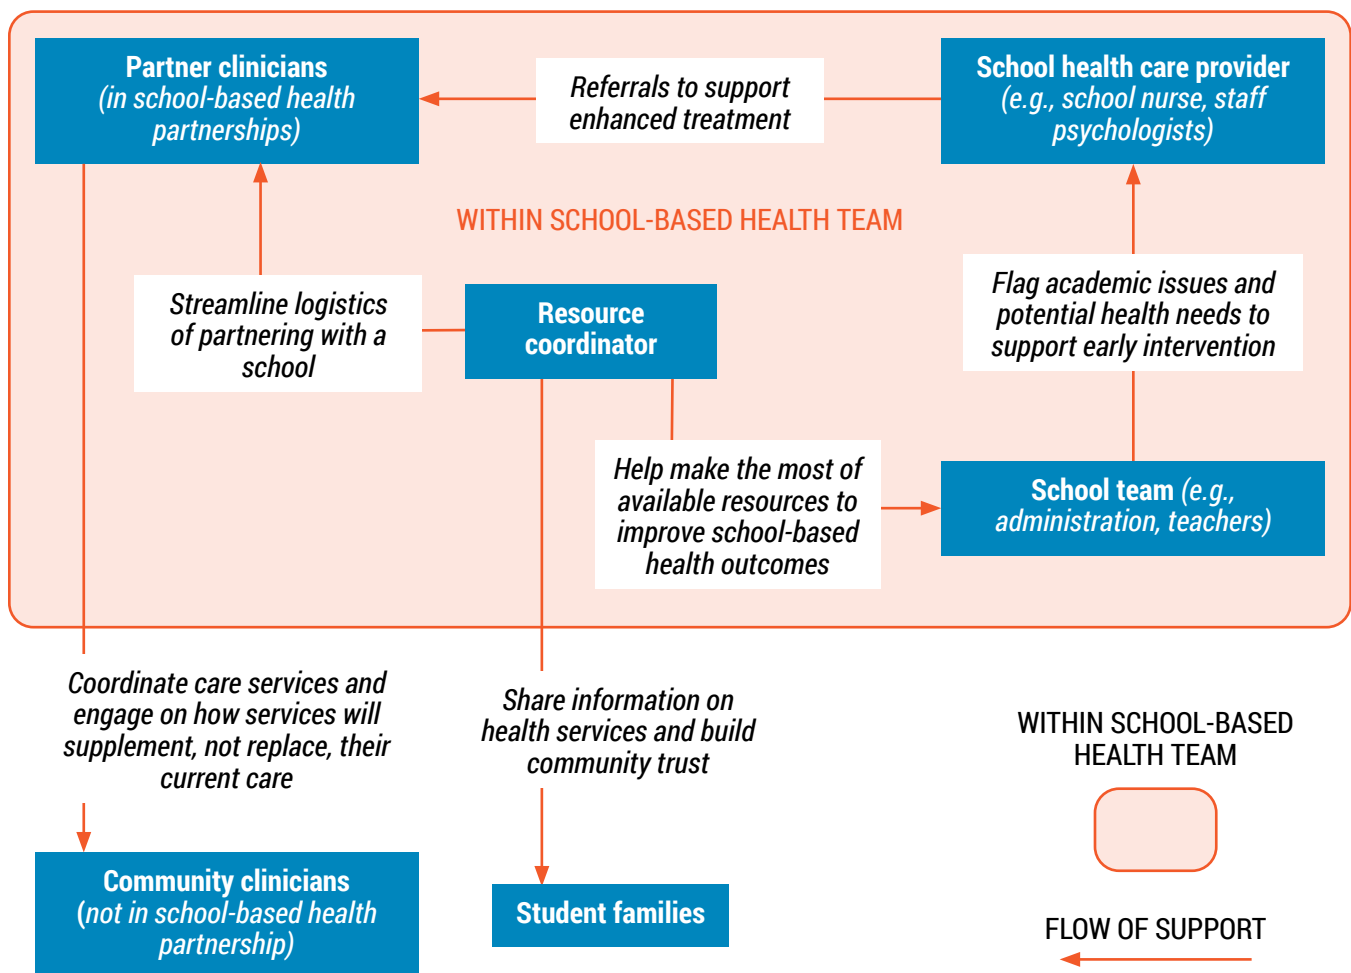 Partner clinicians
(in school-based health
partnerships)
Referrals to support
enhanced treatment
School health care provider
(e.g., school nurse, staff
psychologists)
WITHIN SCHOOL-BASED HEALTH TEAM
Streamline logistics
of partnering with a
school
Resource
coordinator
Flag academic issues and
potential health needs to
support early intervention
Help make the most of
available resources to
improve school-based
health outcomes
School team (e.g.,
administration, teachers)
Coordinate care services and
engage on how services will
supplement, not replace, their
current care
Share information on
health services and build
community trust
WITHIN SCHOOL-BASED
HEALTH TEAM
Community clinicians
(not in school-based health
partnership)
Student families
FLOW OF SUPPORT